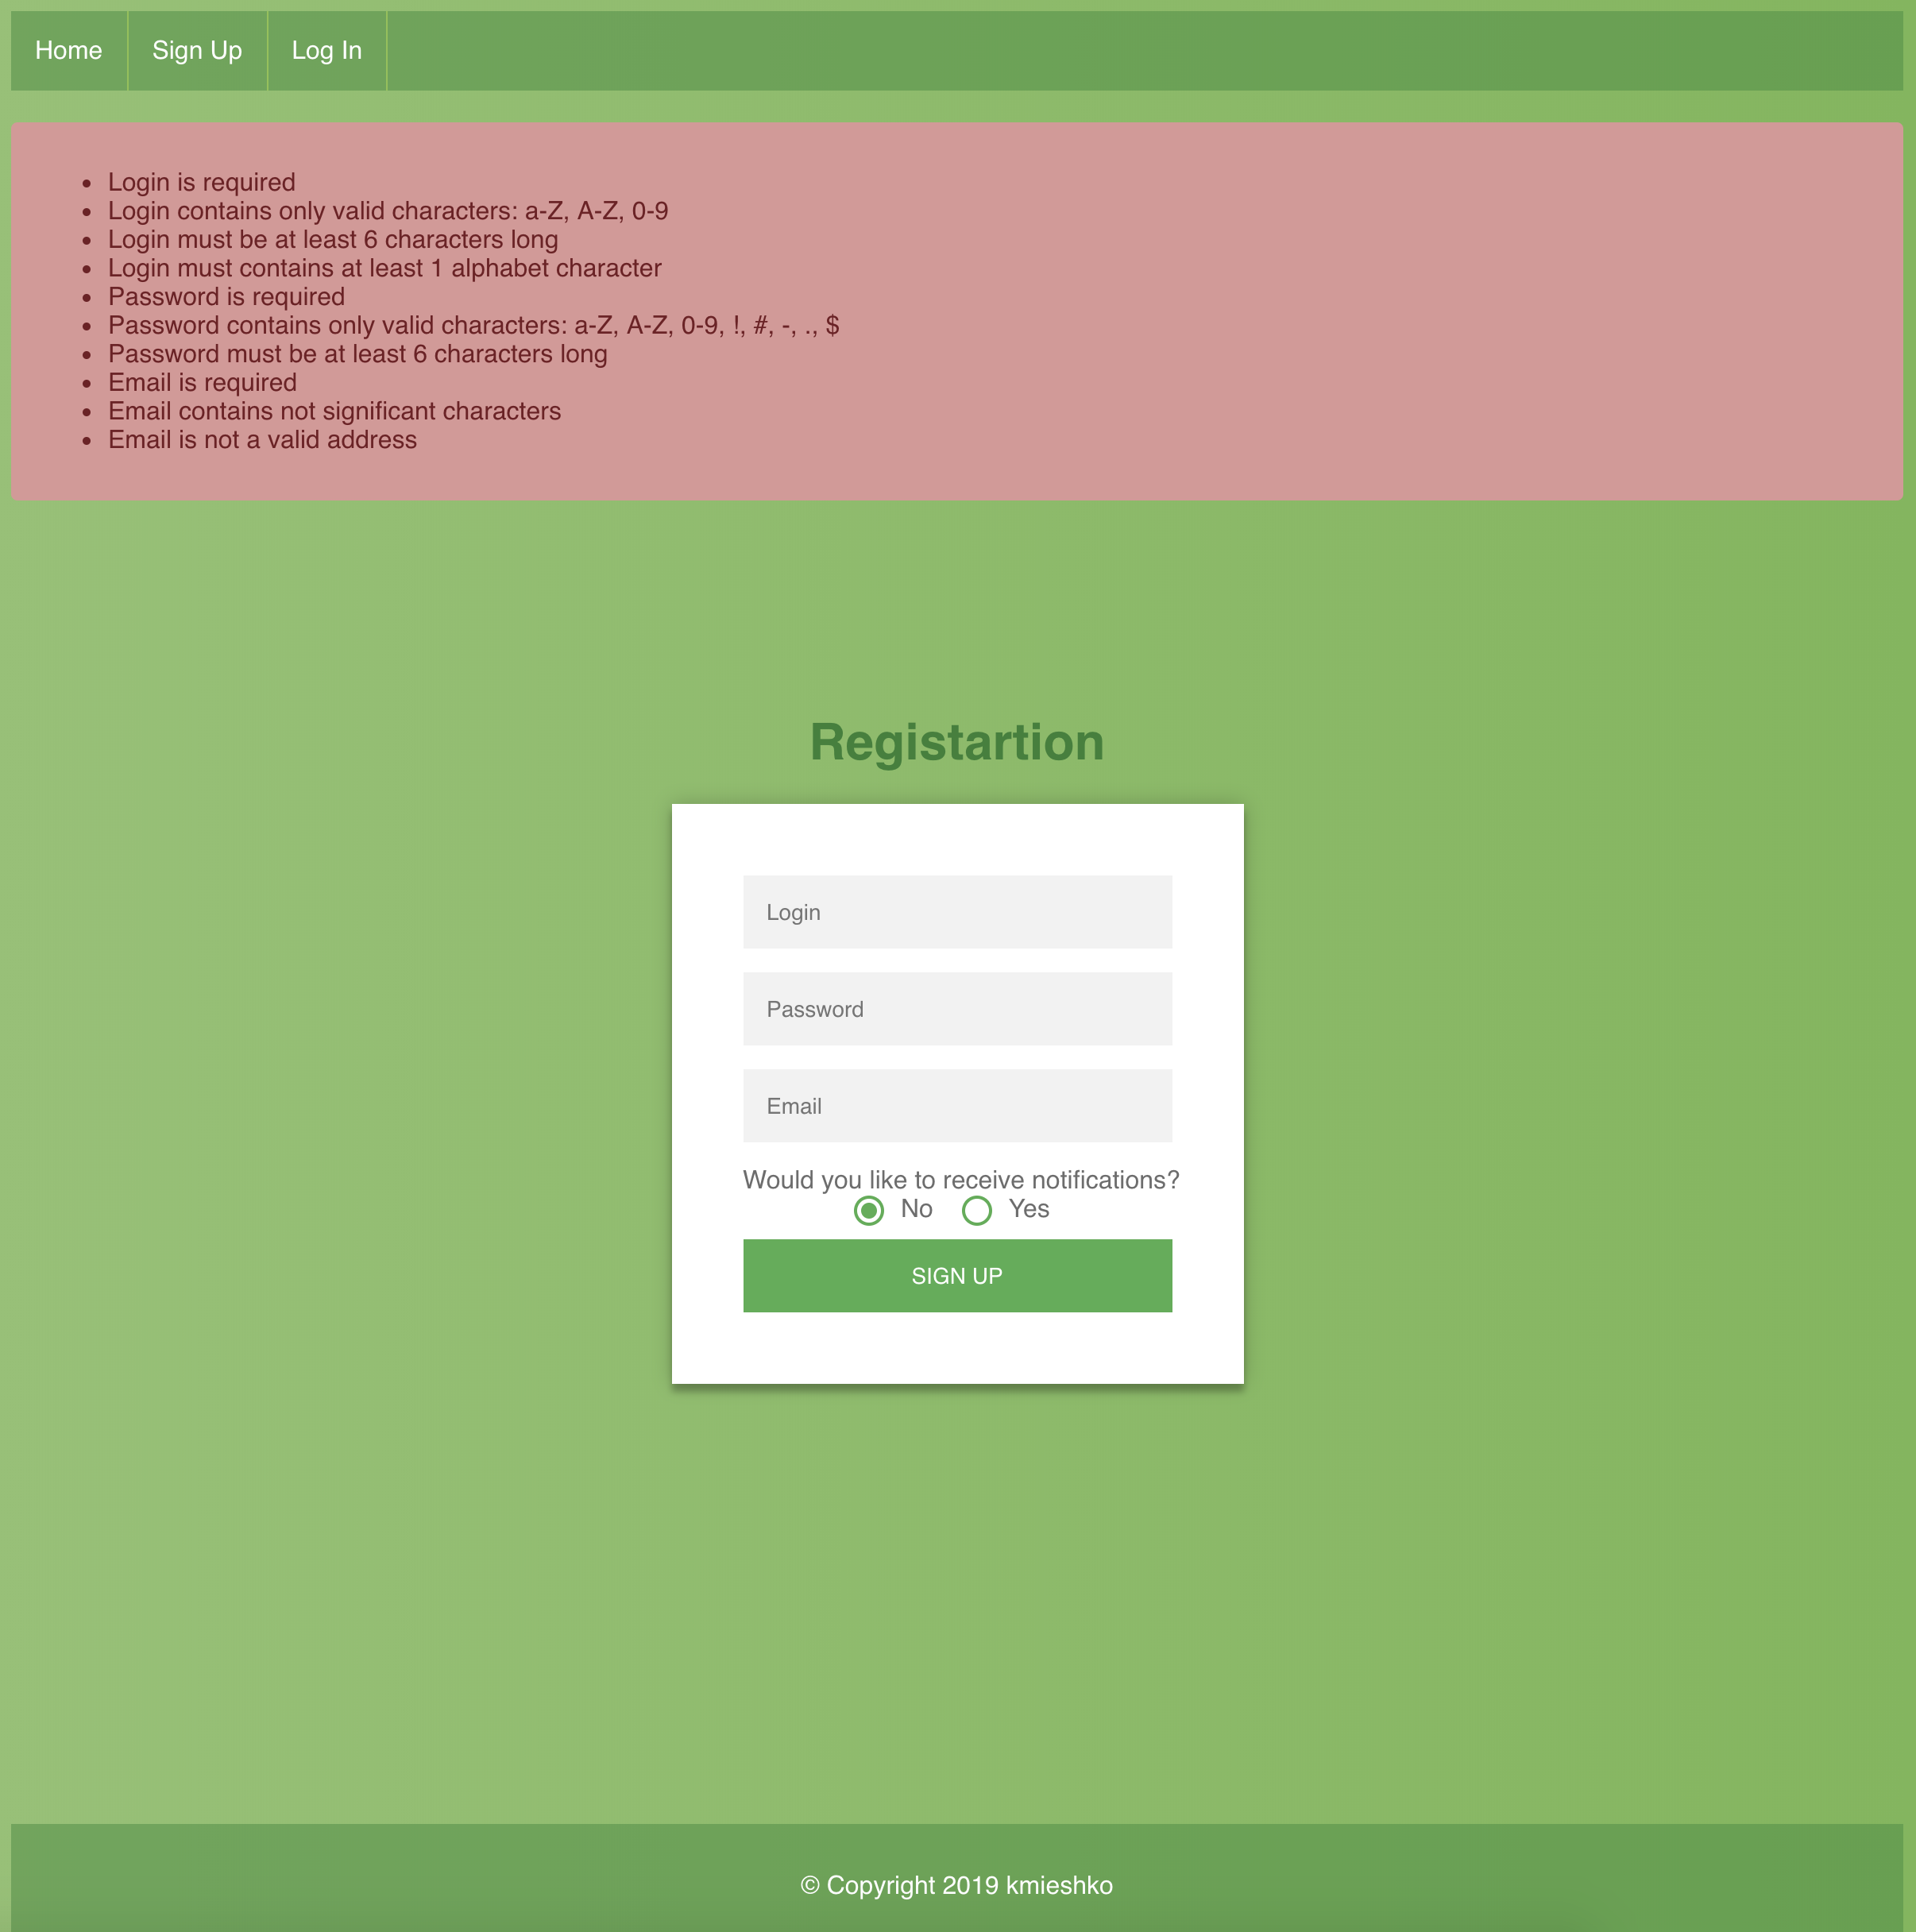 Home Sign Up Log In
Login is required
Login contains only valid characters: a-Z, A-Z, 0-9
Login must be at least 6 characters long
Login must contains at least 1 alphabet character
Password is required
Password contains only valid characters: a-Z, A-Z, 0-9, !, #, -, ., $
Password must be at least 6 characters long
Email is required
Email contains not significant characters
Email is not a valid address
Registartion
Login
Password
Email
Would you like to receive notifications?
No Yes
SIGN UP
© Copyright 2019 kmieshko